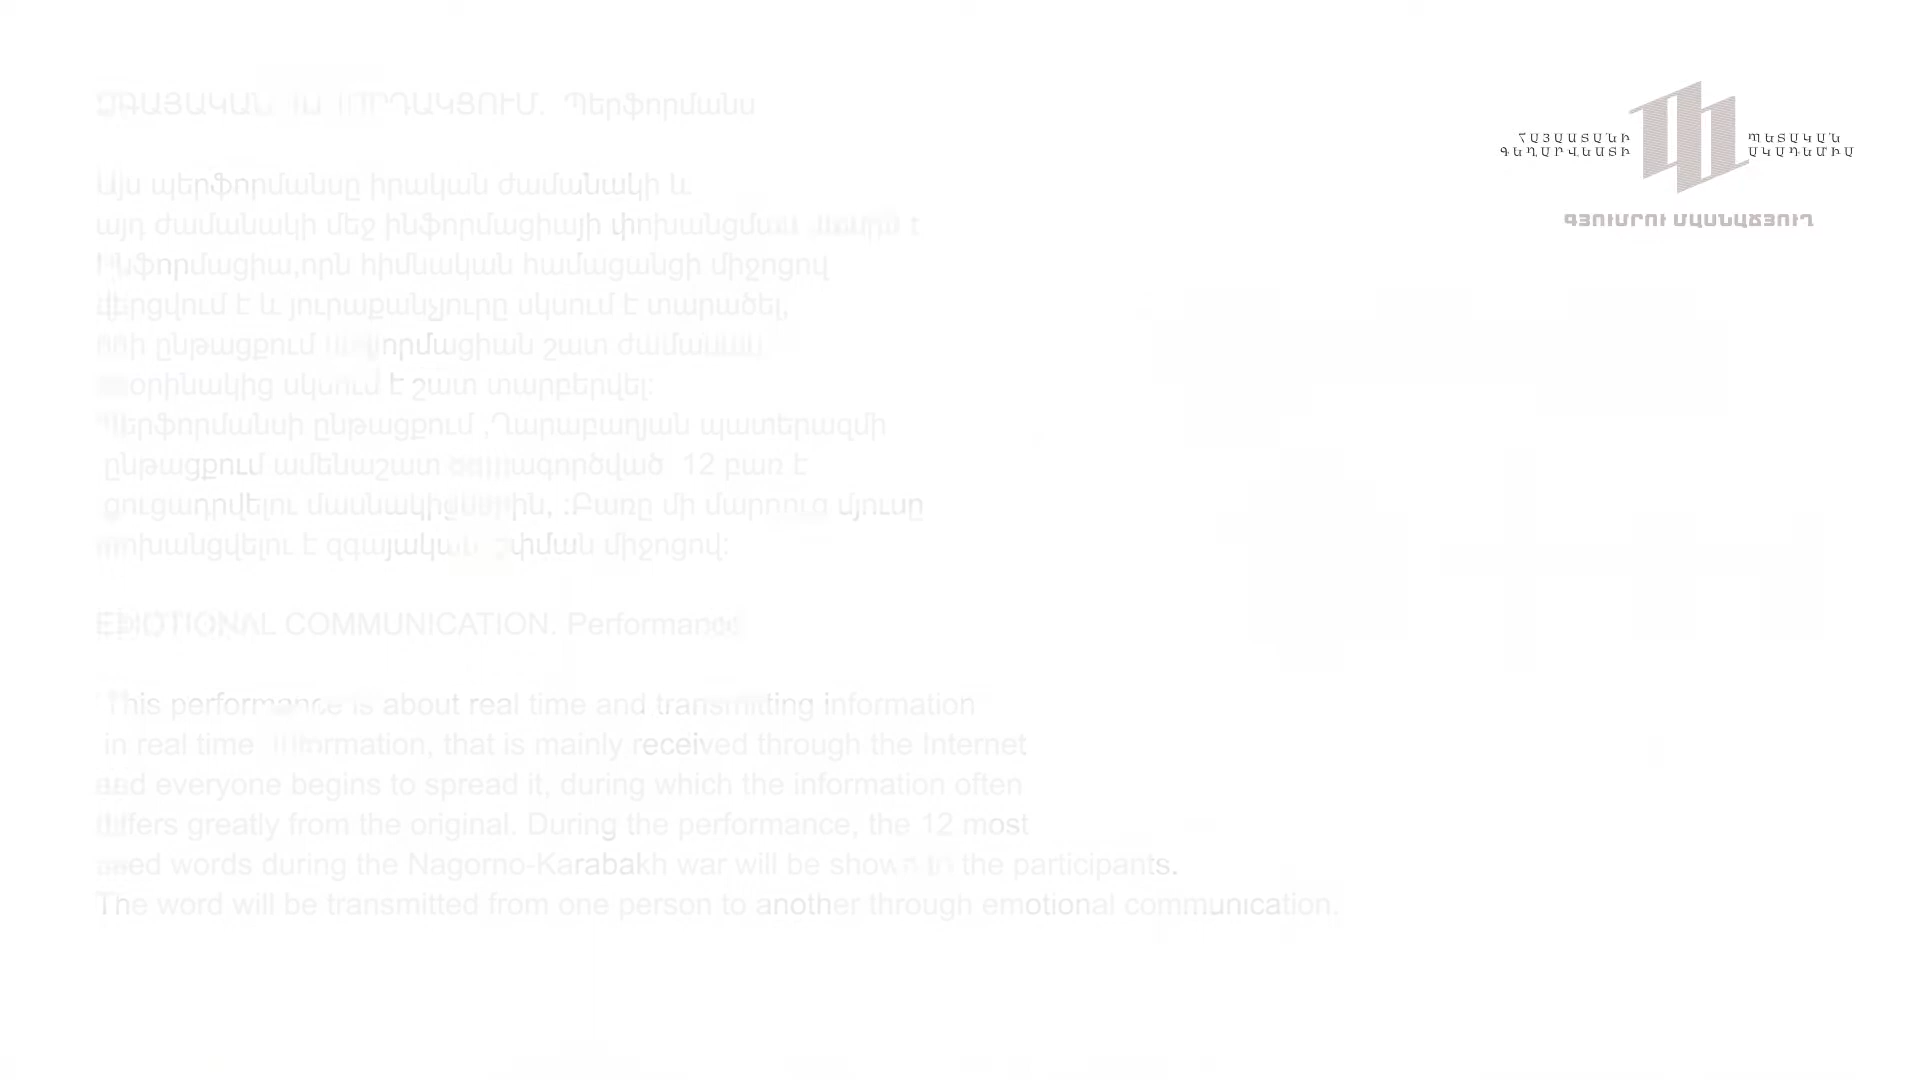 ԶԳԱՅԱԿԱՆ ՀԱՂՈՐԴԱԿՑՈՒՄ. Պերֆորմանս
ՀԱՅԱՍՏԱՆԻ
ԳԵՂԱՐՎԵՍՏԻ
ՊԵՏԱԿԱՆ
ԱԿԱԴԵՄԻԱ
ԳՅՈՒՄՐՈՒ ՄԱՍՆԱՃՅՈՒՂ
Այս պերֆորմանսը իրական ժամանակի և
այդ ժամանակի մեջ ինֆորմացիայի փոխանցման մասին է
Ինֆորմացիա,որն հիմնական համացանցի միջոցով
վերցվում է և յուրաքանչյուրը սկսում է տարածել,
որի ընթացքում ինֆորմացիան շատ ժամանակ
օրինակից սկսում է շատ տարբերվել:
Պերֆորմանսի ընթացքում ,Ղարաբաղյան պատերազմի
ընթացքում ամենաշատ օգտագործված 12 բառ է
ցուցադրվելու մասնակիցներին, :Բառը մի մարդուց մյուսը
փոխանցվելու է զգայական շփման միջոցով:
EMOTIONAL COMMUNICATION. Performance
This performance is about real time and transmitting information
in real time Information, that is mainly received through the Internet
and everyone begins to spread it, during which the information often
differs greatly from the original. During the performance, the 12 most
used words during the Nagorno-Karabakh war will be shown to the participants.
The word will be transmitted from one person to another through emotional communication.